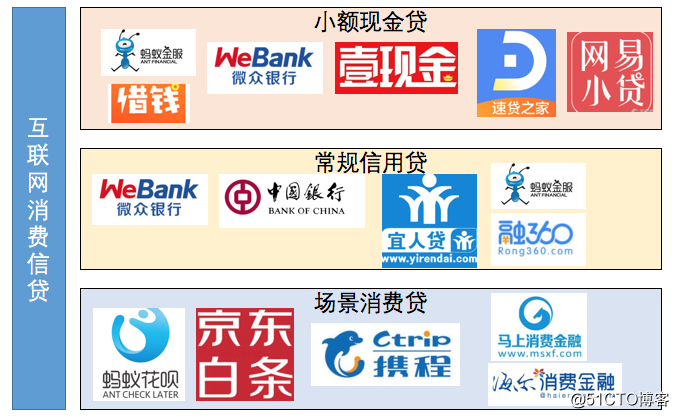 互联网消费信贷
小额现金贷
蚂蚁金服
ANT FINANCIAL
借钱
WeBank
微众银行
壹现金
速贷之家
网易
小贷
常规信用贷
WeBank
微众银行
中国银行
BANK OF CHINA
宜人贷
www.yirendai.com
蚂蚁金服
ANT FINANCIAL
融360
Rong360.com
场景消费贷
蚂蚁花呗
ANT CHECK LATER
京东
白条
Ctrip
携程
马上消费金融
www.msxf.com
海尔消费金融
@haier
@51CTO博客